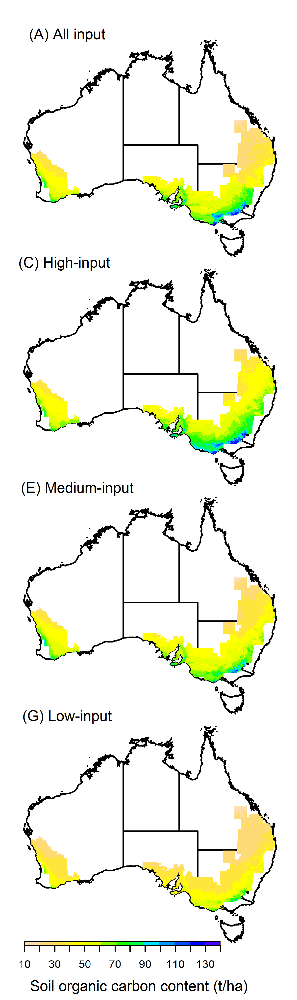 (A) All input
(C) High-input
(E) Medium-input
(G) Low-input
10 30 50 70 90 110 130
Soil organic carbon content (t/ha)